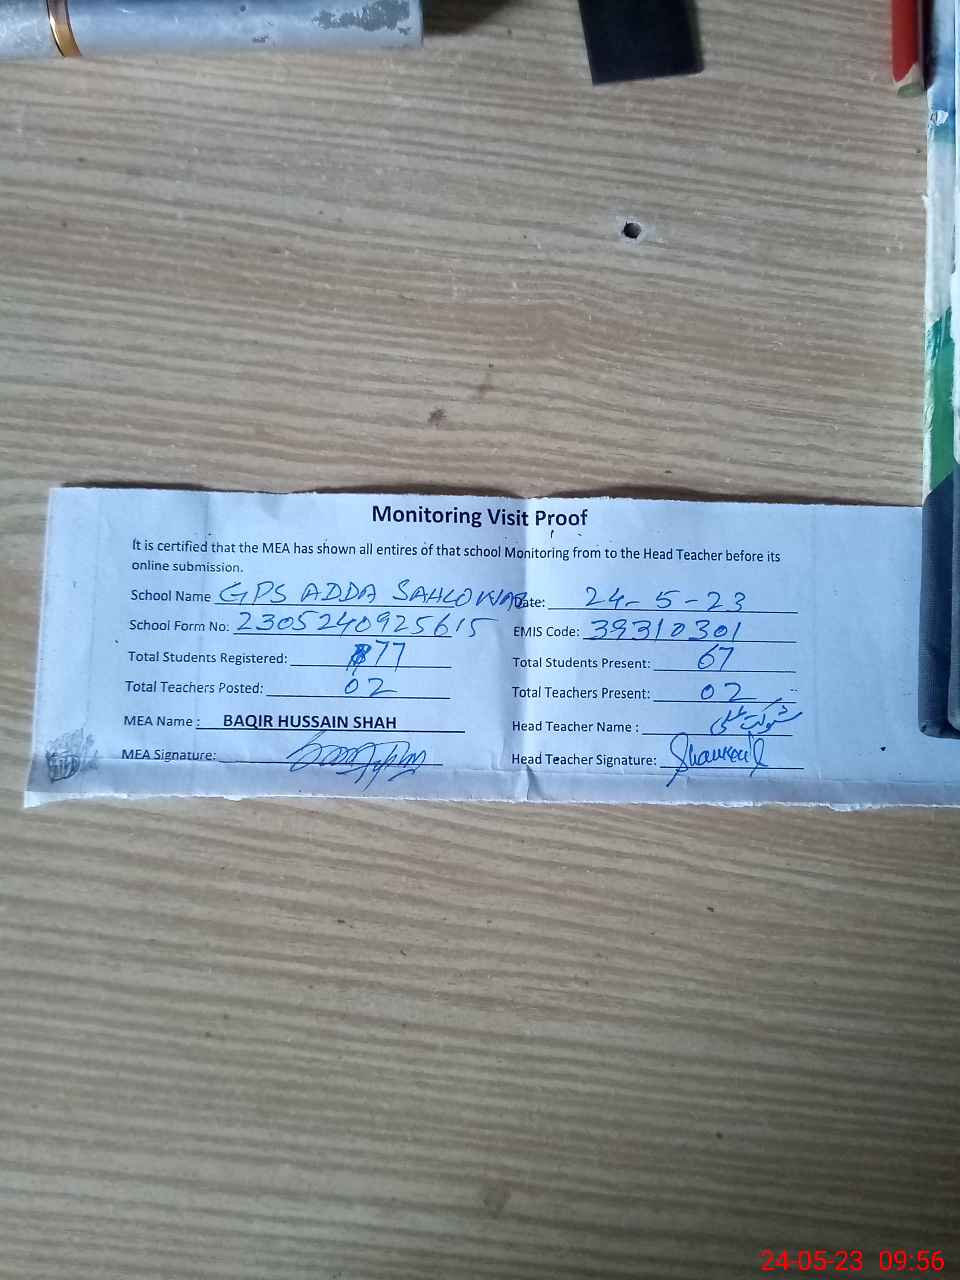 Monitoring Visit Proof
It is certified that the MEA has shown all entires of that school Monitoring from to the Head Teacher before its
online submission.
School Name GPS ADDA Date: 24-5-23
School Form No: 2305240925615 EMIS Code: 39310301
Total Students Registered: 77 Total Students Present: 67
Total Teachers Posted: 02 Total Teachers Present: 02
MEA Name : BAQIR HUSSAIN SHAH Head Teacher Name : شوکت علی
MEA Signature: Head Teacher Signature:
24-05-23 09:56